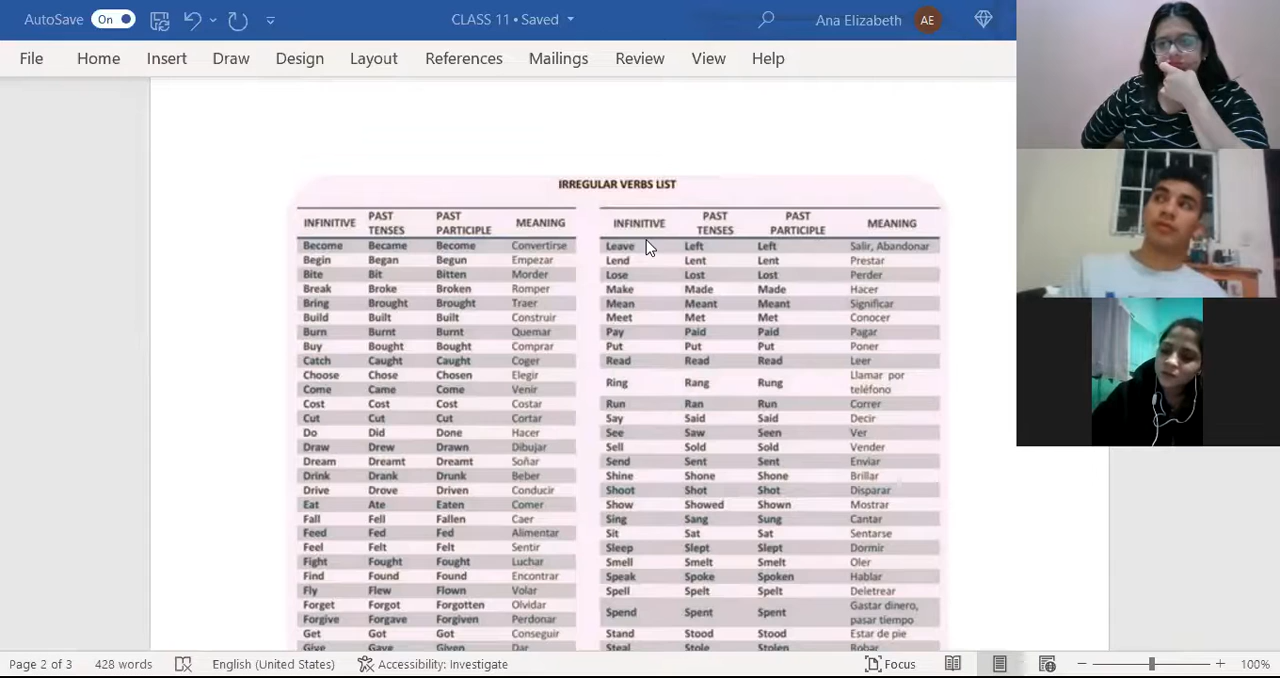 AutoSave On CLASS 11 • Saved Ana Elizabeth AE
File Home Insert Draw Design Layout References Mailings Review View Help
IRREGULAR VERBS LIST
INFINITIVE PAST TENSES PAST PARTICIPLE MEANING INFINITIVE PAST TENSES PAST PARTICIPLE MEANING
Become Became Become Convertirse Leave Left Left Salir, Abandonar
Begin Began Begun Empezar Lend Lent Lent Prestar
Bite Bit Bitten Morder Lose Lost Lost Perder
Break Broke Broken Romper Make Made Made Hacer
Bring Brought Brought Traer Mean Meant Meant Significar
Build Built Built Construir Meet Met Met Conocer
Burn Burnt Burnt Quemar Pay Paid Paid Pagar
Buy Bought Bought Comprar Put Put Put Poner
Catch Caught Caught Coger Read Read Read Leer
Choose Chose Chosen Elegir Ring Rang Rung Llamar por teléfono
Come Came Come Venir
Cost Cost Cost Costar Run Ran Run Correr
Cut Cut Cut Cortar Say Said Said Decir
Do Did Done Hacer See Saw Seen Ver
Draw Drew Drawn Dibujar Sell Sold Sold Vender
Dream Dreamt Dreamt Soñar Send Sent Sent Enviar
Drink Drank Drunk Beber Shine Shone Shone Brillar
Drive Drove Driven Conducir Shoot Shot Shot Disparar
Eat Ate Eaten Comer Show Showed Shown Mostrar
Fall Fell Fallen Caer Sing Sang Sung Cantar
Feed Fed Fed Alimentar Sit Sat Sat Sentarse
Feel Felt Felt Sentir Sleep Slept Slept Dormir
Fight Fought Fought Luchar Smell Smelt Smelt Oler
Find Found Found Encontrar Speak Spoke Spoken Hablar
Fly Flew Flown Volar Spell Spelt Spelt Deletrear
Forget Forgot Forgotten Olvidar Spend Spent Spent Gastar dinero, pasar tiempo
Forgive Forgave Forgiven Perdonar
Get Got Got Conseguir Stand Stood Stood Estar de pie
Give Gave Given Dar Steal Stole Stolen Robar
Page 2 of 3 428 words English (United States) Accessibility: Investigate Focus 100%